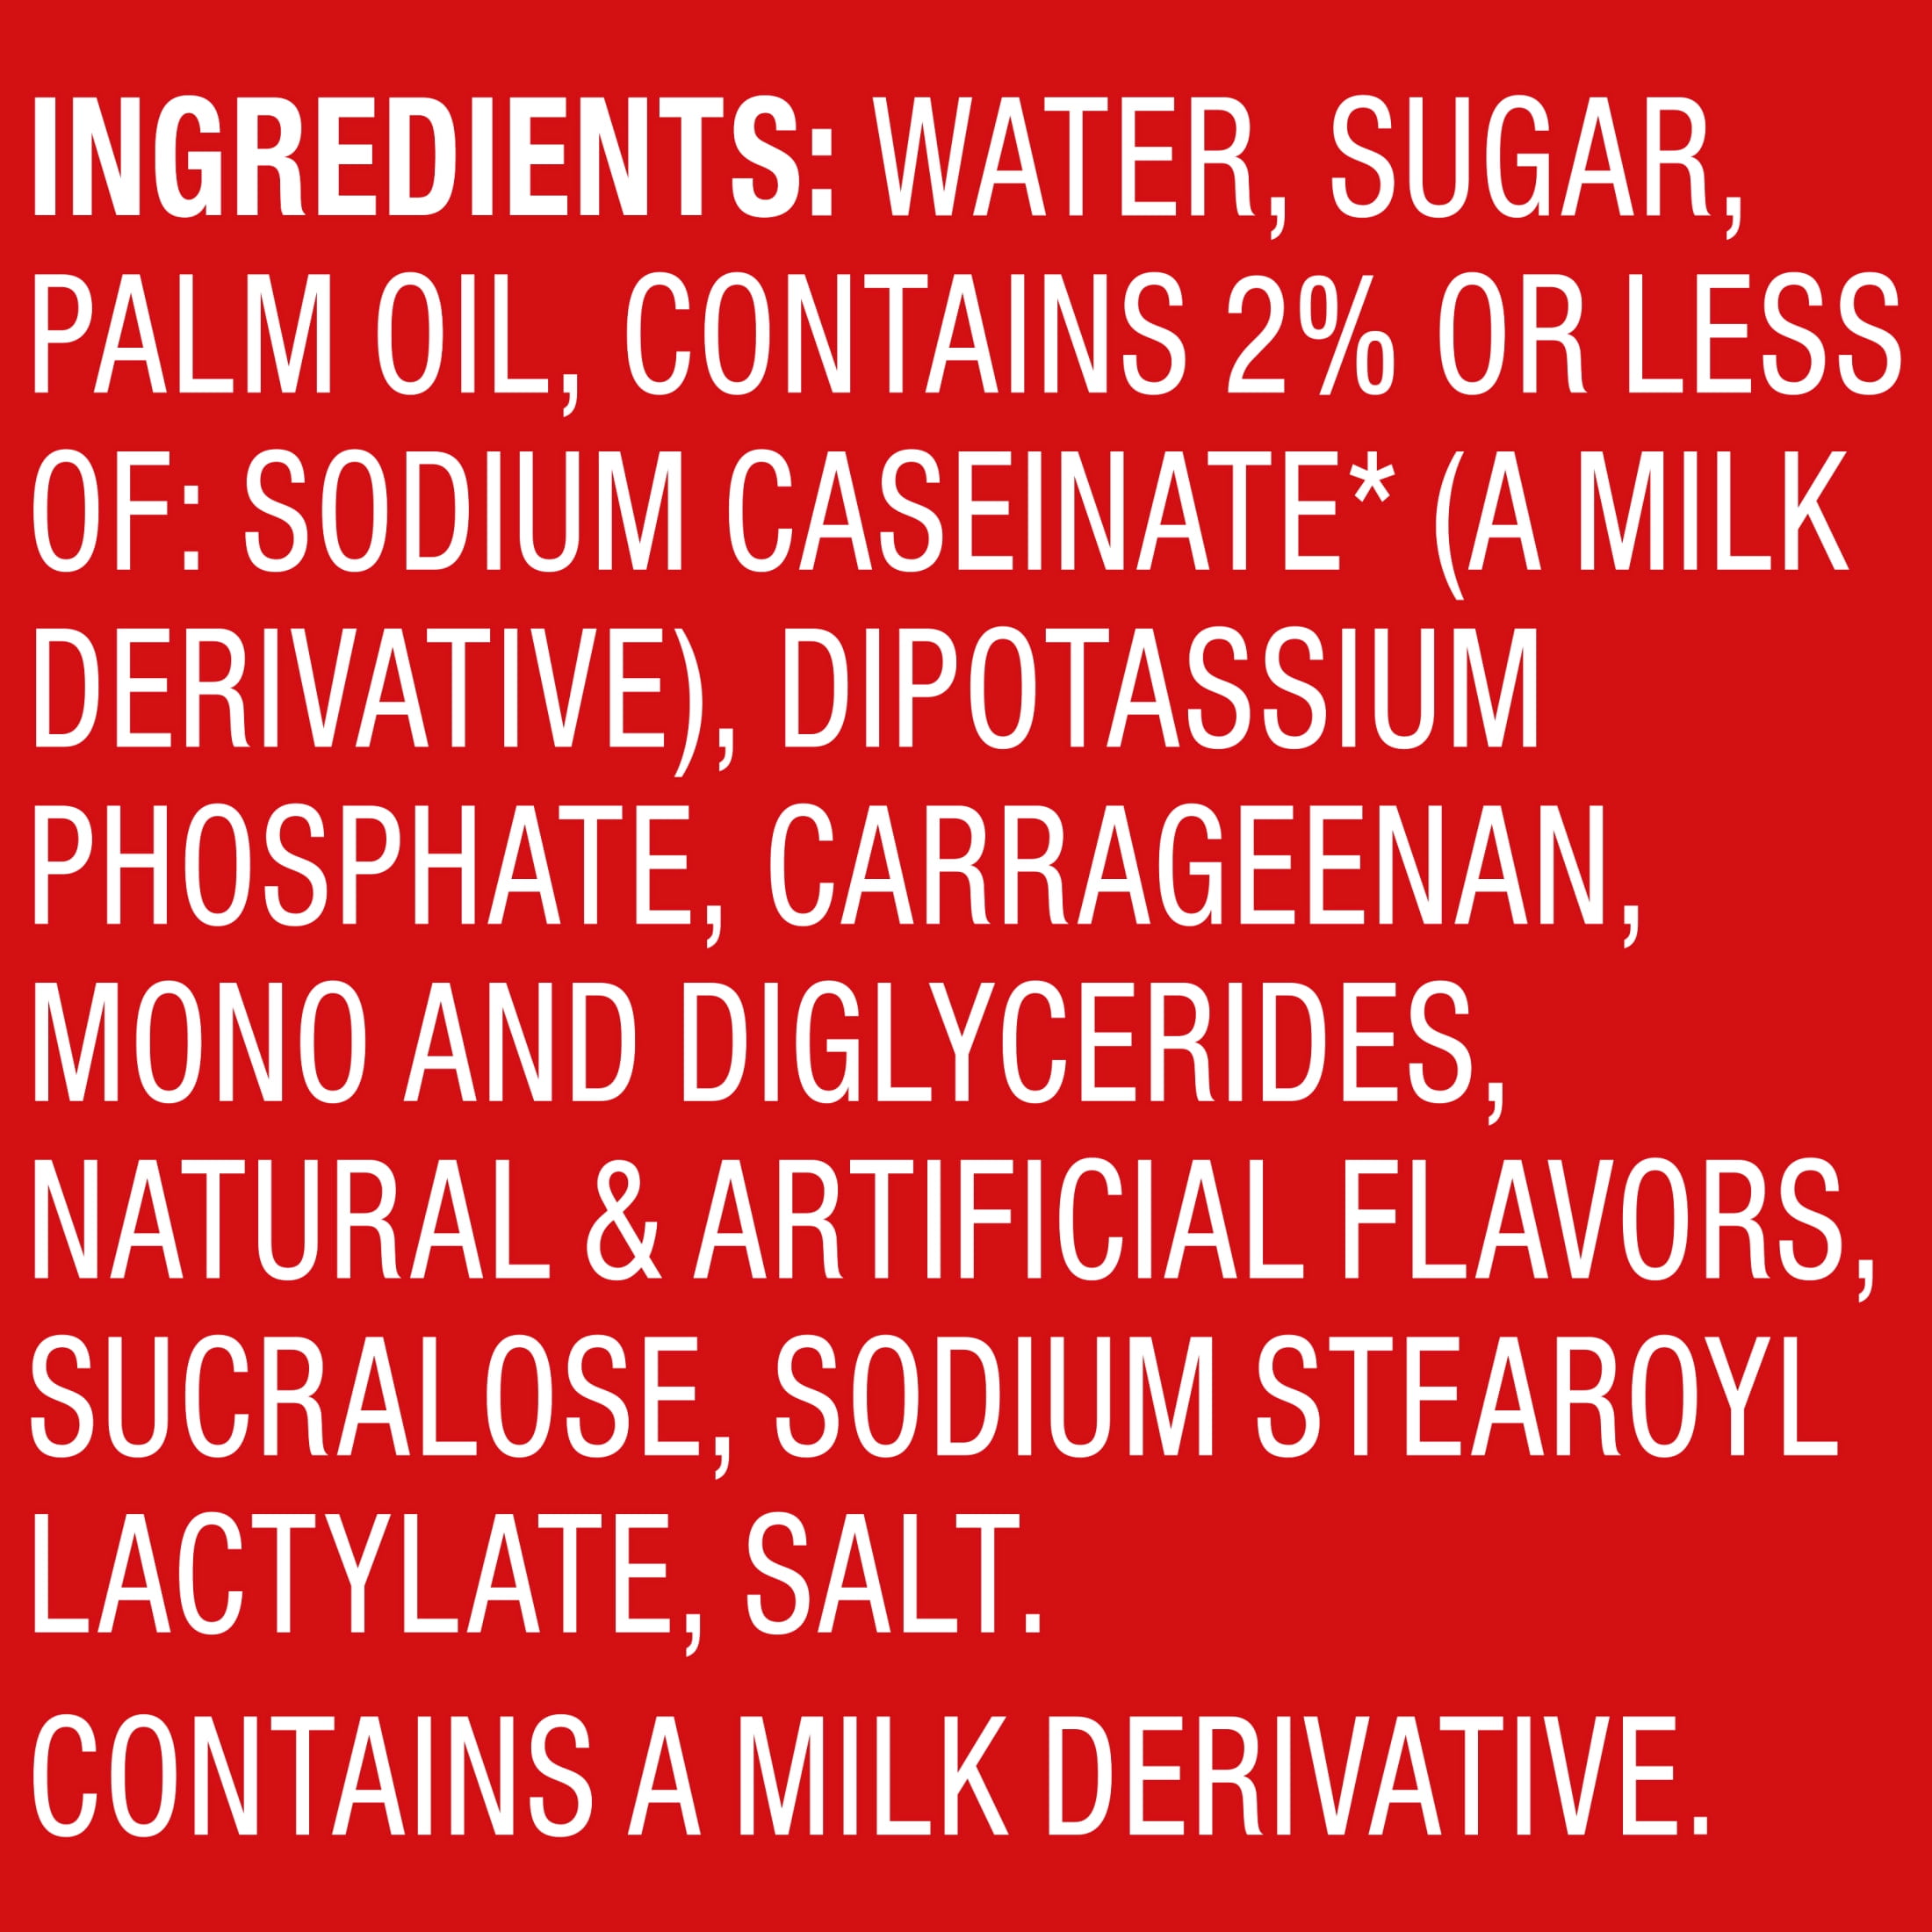 INGREDIENTS: WATER, SUGAR,
PALM OIL, CONTAINS 2% OR LESS
OF: SODIUM CASEINATE* (A MILK
DERIVATIVE), DIPOTASSIUM
PHOSPHATE, CARRAGEENAN,
MONO AND DIGLYCERIDES,
NATURAL & ARTIFICIAL FLAVORS,
SUCRALOSE, SODIUM STEAROYL
LACTYLATE, SALT.
CONTAINS A MILK DERIVATIVE.